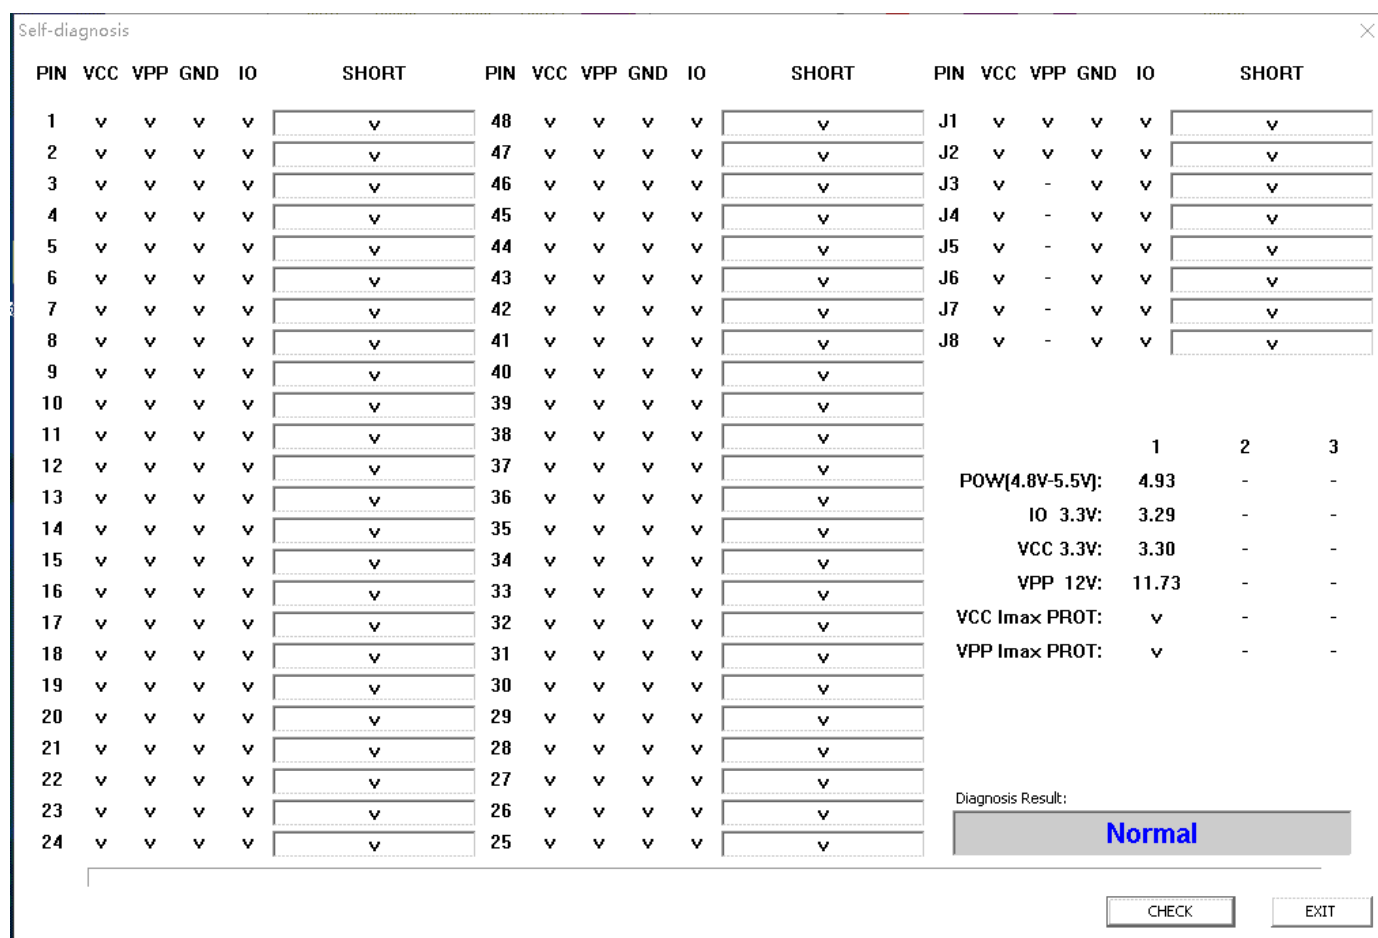 Self-diagnosis
PIN VCC VPP GND IO SHORT PIN VCC VPP GND IO SHORT PIN VCC VPP GND IO SHORT
1 v v v v v 48 v v v v v J1 v v v v v
2 v v v v v 47 v v v v v J2 v v v v v
3 v v v v v 46 v v v v v J3 v - v v v
4 v v v v v 45 v v v v v J4 v - v v v
5 v v v v v 44 v v v v v J5 v - v v v
6 v v v v v 43 v v v v v J6 v - v v v
7 v v v v v 42 v v v v v J7 v - v v v
8 v v v v v 41 v v v v v J8 v - v v v
9 v v v v v 40 v v v v v
10 v v v v v 39 v v v v v
11 v v v v v 38 v v v v v
12 v v v v v 37 v v v v v
13 v v v v v 36 v v v v v
14 v v v v v 35 v v v v v
15 v v v v v 34 v v v v v
16 v v v v v 33 v v v v v
17 v v v v v 32 v v v v v
18 v v v v v 31 v v v v v
19 v v v v v 30 v v v v v
20 v v v v v 29 v v v v v
21 v v v v v 28 v v v v v
22 v v v v v 27 v v v v v
23 v v v v v 26 v v v v v
24 v v v v v 25 v v v v v
1 2 3
POW(4.8V-5.5V): 4.93 - -
IO 3.3V: 3.29 - -
VCC 3.3V: 3.30 - -
VPP 12V: 11.73 - -
VCC Imax PROT: v - -
VPP Imax PROT: v - -
Diagnosis Result:
Normal
CHECK EXIT